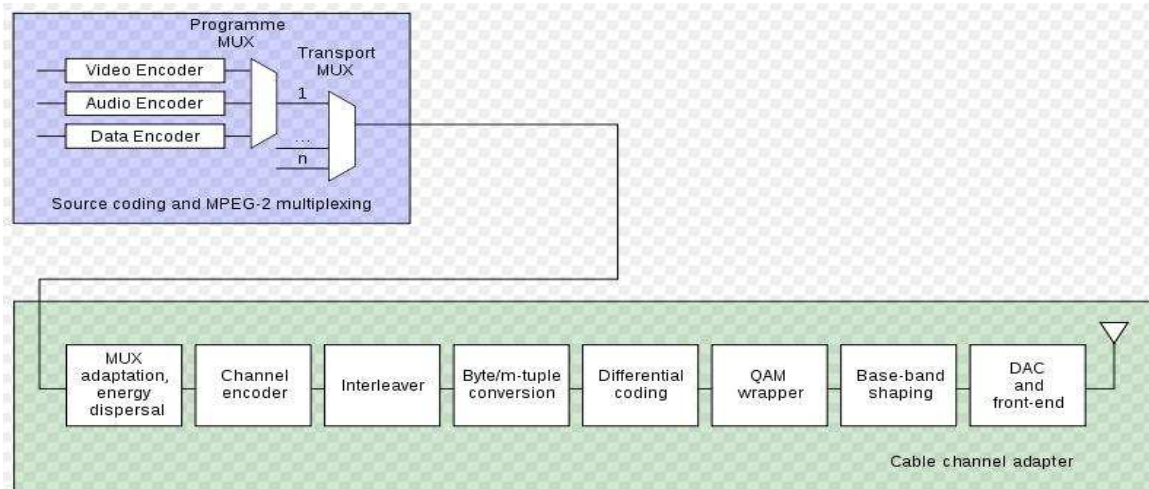 Programme
MUX
Transport
MUX
Video Encoder
Audio Encoder
Data Encoder
1
...
n
Source coding and MPEG-2 multiplexing
MUX
adaptation,
energy
dispersal
Channel
encoder
Interleaver
Byte/m-tuple
conversion
Differential
coding
QAM
wrapper
Base-band
shaping
DAC
and
front-end
Cable channel adapter